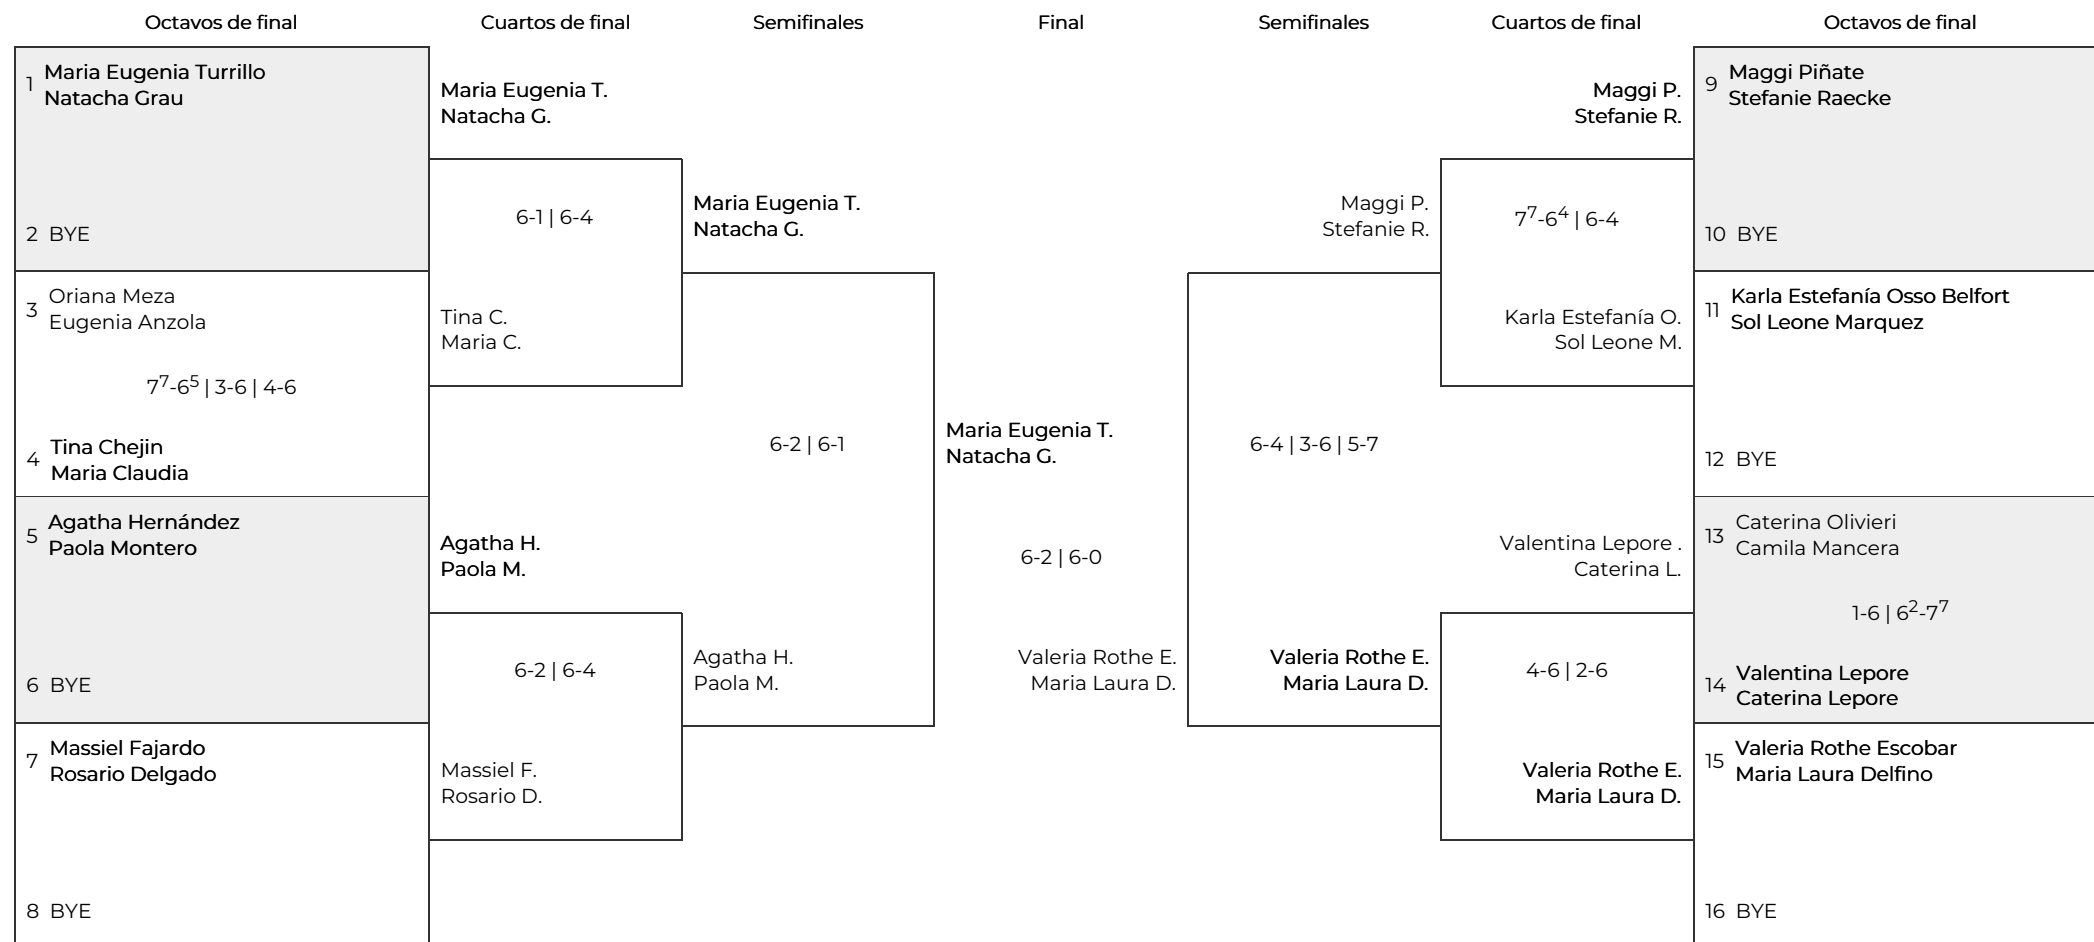 Octavos de final
Cuartos de final
Semifinales
Final
Semifinales
Cuartos de final
Octavos de final
1 Maria Eugenia Turrillo
Natacha Grau
2 BYE
3 Oriana Meza
Eugenia Anzola
7⁷-6⁵ | 3-6 | 4-6
4 Tina Chejin
Maria Claudia
5 Agatha Hernández
Paola Montero
6 BYE
7 Massiel Fajardo
Rosario Delgado
8 BYE
Maria Eugenia T.
Natacha G.
6-1 | 6-4
Tina C.
Maria C.
Agatha H.
Paola M.
6-2 | 6-4
Massiel F.
Rosario D.
Maria Eugenia T.
Natacha G.
6-2 | 6-1
Agatha H.
Paola M.
Maria Eugenia T.
Natacha G.
6-2 | 6-0
Valeria Rothe E.
Maria Laura D.
Maggi P.
Stefanie R.
6-4 | 3-6 | 5-7
Valeria Rothe E.
Maria Laura D.
Maggi P.
Stefanie R.
7⁷-6⁴ | 6-4
Karla Estefanía O.
Sol Leone M.
Valentina Lepore .
Caterina L.
4-6 | 2-6
Valeria Rothe E.
Maria Laura D.
9 Maggi Piñate
Stefanie Raecke
10 BYE
11 Karla Estefanía Osso Belfort
Sol Leone Marquez
12 BYE
13 Caterina Olivieri
Camila Mancera
1-6 | 6²-7⁷
14 Valentina Lepore
Caterina Lepore
15 Valeria Rothe Escobar
Maria Laura Delfino
16 BYE